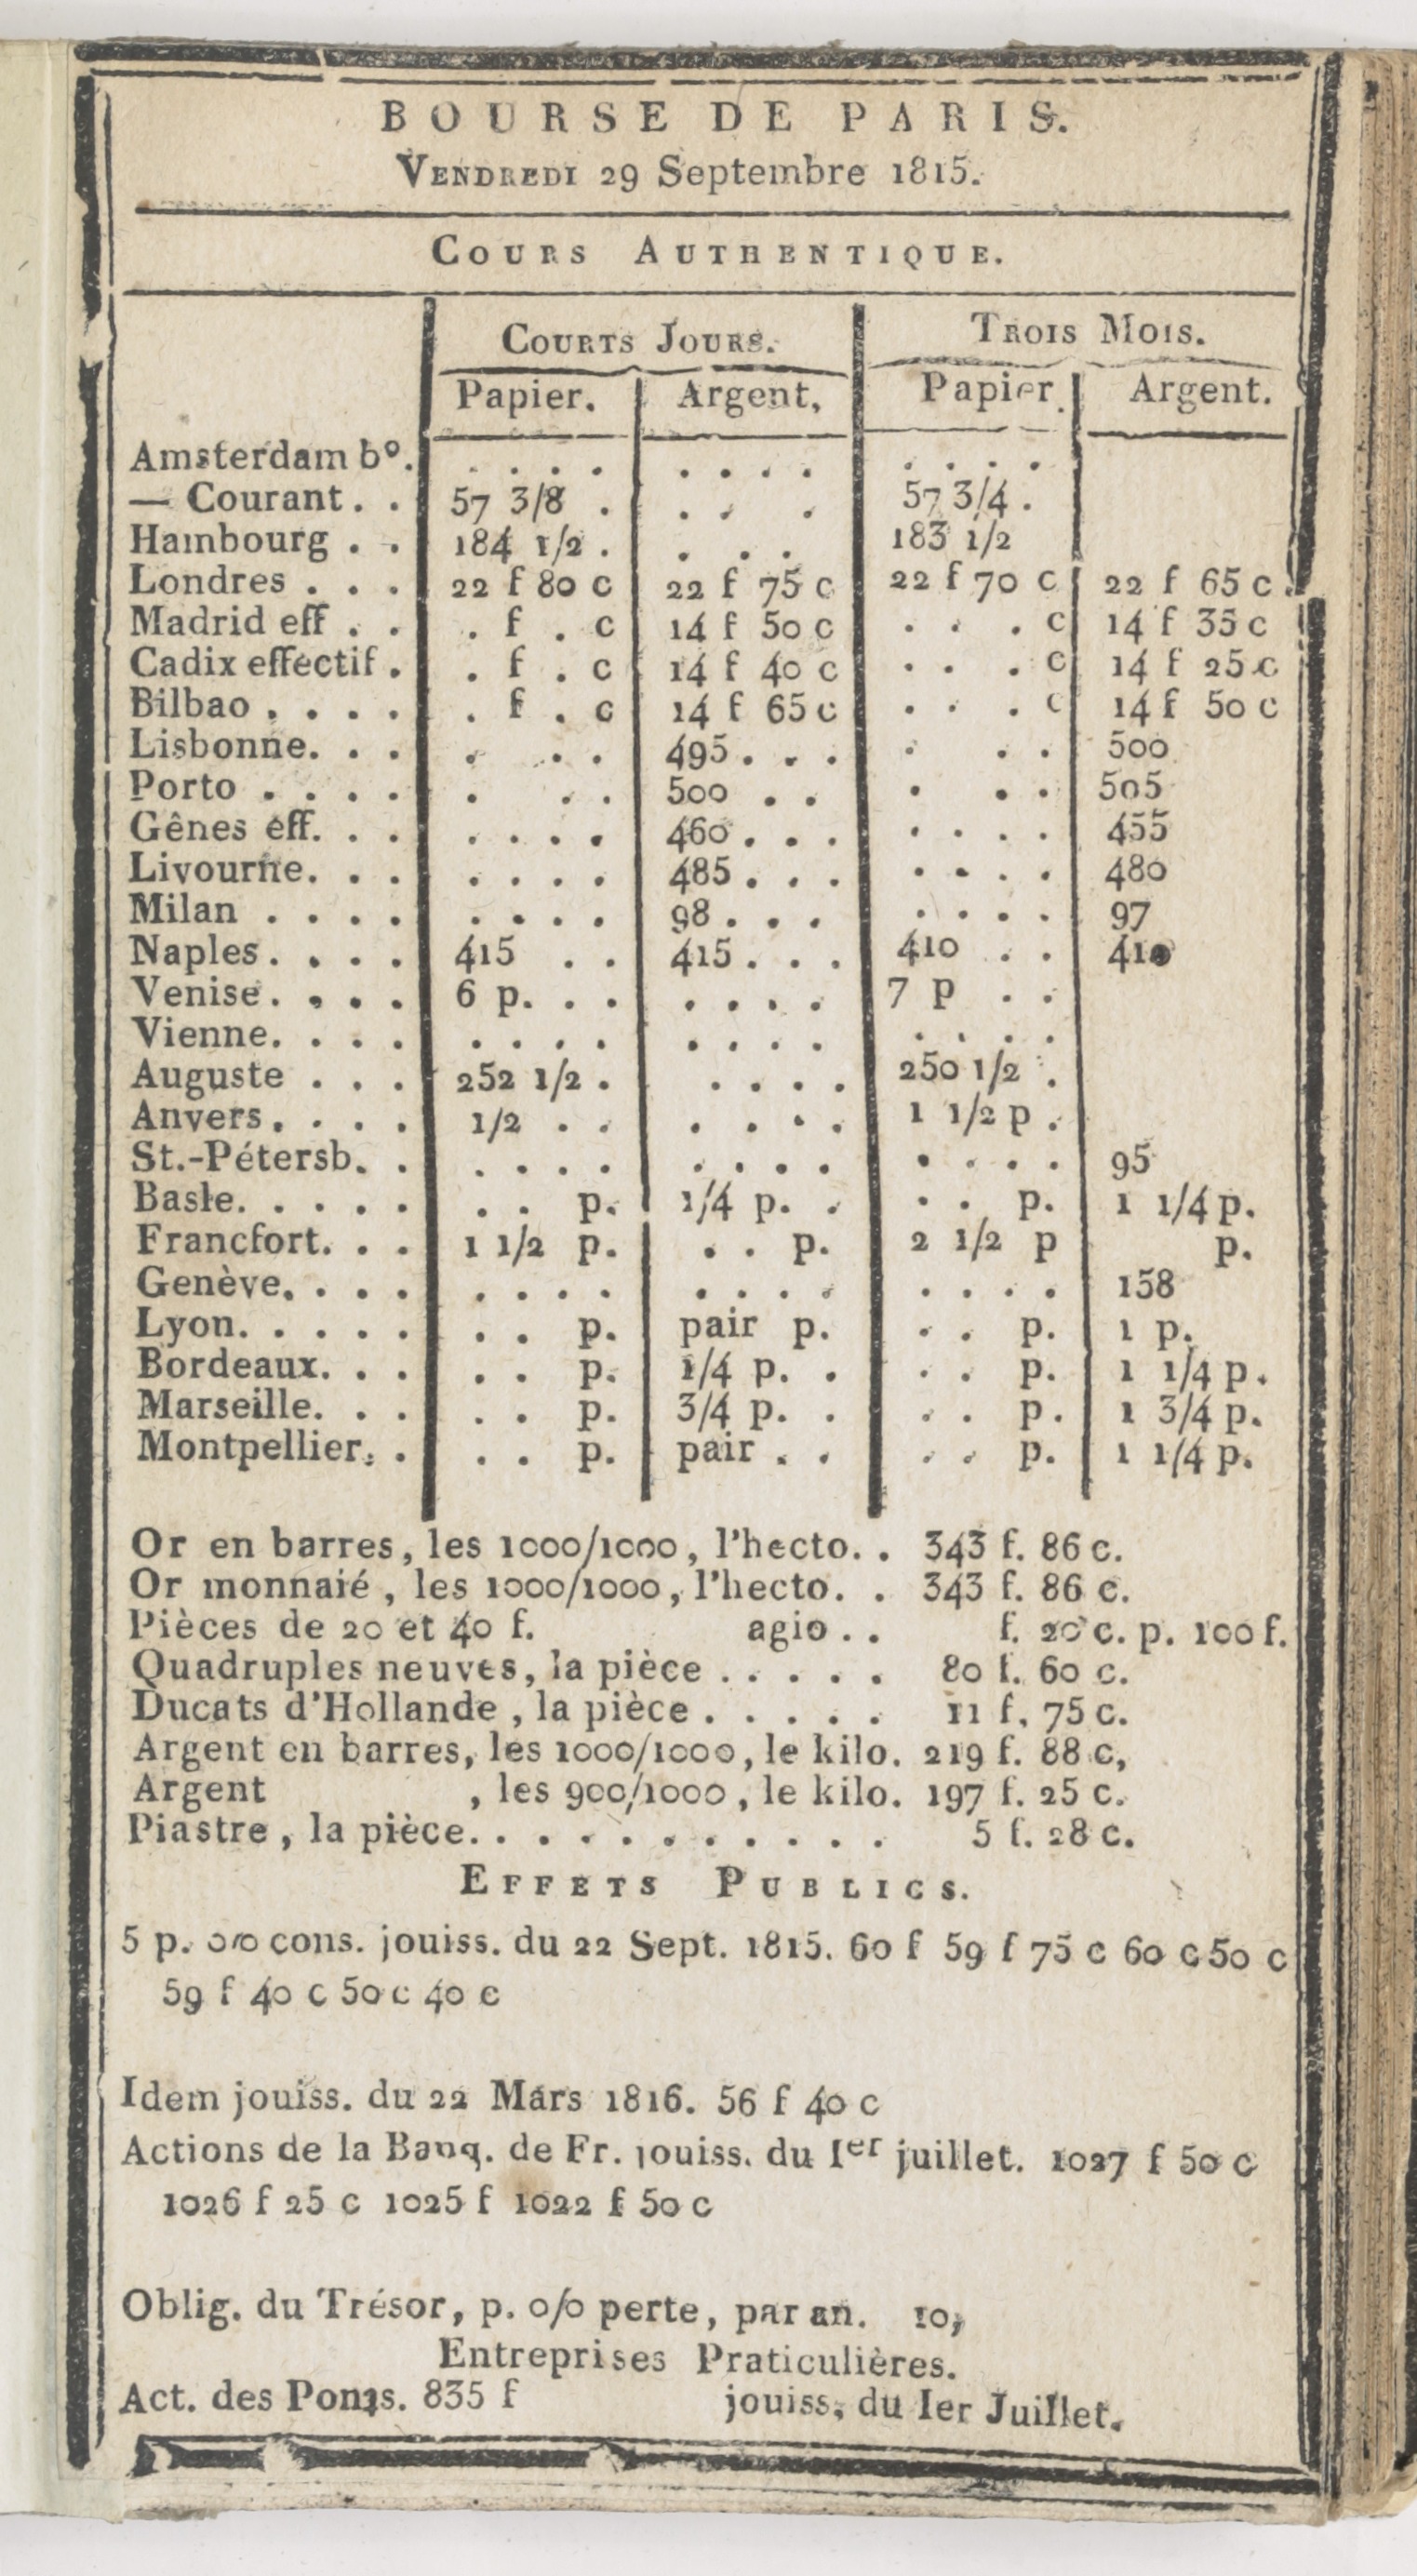 BOURSE DE PARIS.
VENDREDI 29 Septembre 1815.
COURS AUTHENTIQUE.
COURTS JOURS. TROIS MOIS.
Papier. Argent. Papier. Argent.
Amsterdam bº. . . . . . . . . . . . .
— Courant. . 57 3/8 . . . . 57 3/4 .
Hambourg . . 184 1/2 . . . . 183 1/2
Londres . . . 22 f 80 c 22 f 75 c 22 f 70 c 22 f 65 c
Madrid eff . . . f . c 14 f 50 c . . . c 14 f 35 c
Cadix effectif . . f . c 14 f 40 c . . . c 14 f 25 c
Bilbao . . . . . f . c 14 f 65 c . . . c 14 f 50 c
Lisbonne. . . . . . 495 . . . . . . 500
Porto . . . . . . . 500 . . . . . 505
Gênes eff. . . . . . . 460 . . . . . . . 455
Livourne. . . . . . . 485 . . . . . . . 480
Milan . . . . . . . . 98 . . . . . . . 97
Naples. . . . 415 . . 415 . . . 410 . . 410
Venise. . . . 6 p. . . . . . . 7 p . .
Vienne. . . . . . . . . . . . . . . .
Auguste . . . 252 1/2 . . . . . 250 1/2 .
Anvers. . . . 1/2 . . . . . . 1 1/2 p .
St.-Pétersb. . . . . . . . . . . . . . 95
Basle. . . . . . . p. 1/4 p. . . . p. 1 1/4 p.
Francfort. . . 1 1/2 p. . . p. 2 1/2 p p.
Genève. . . . . . . . . . . . . . . . 158
Lyon. . . . . . . p. pair p. . . p. 1 p.
Bordeaux. . . . . p. 1/4 p. . . . p. 1 1/4 p.
Marseille. . . . . p. 3/4 p. . . . p. 1 3/4 p.
Montpellier. . . . p. pair . . . . p. 1 1/4 p.
Or en barres, les 1000/1000, l'hecto. . 343 f. 86 c.
Or monnaié , les 1000/1000, l'hecto. . 343 f. 86 c.
Pièces de 20 et 40 f. agio . . f. 20 c. p. 100 f.
Quadruples neuves, la pièce . . . . . 80 f. 60 c.
Ducats d'Hollande , la pièce . . . . . 11 f. 75 c.
Argent en barres, les 1000/1000, le kilo. 219 f. 88 c,
Argent , les 900/1000 , le kilo. 197 f. 25 c.
Piastre , la pièce. . . . . . . . . . . 5 f. 28 c.
EFFETS PUBLICS.
5 p. o/o cons. jouiss. du 22 Sept. 1815. 60 f 59 f 75 c 60 c 50 c
59 f 40 c 50 c 40 c
Idem jouiss. du 22 Mars 1816. 56 f 40 c
Actions de la Banq. de Fr. jouiss. du Ier juillet. 1027 f 50 c
1026 f 25 c 1025 f 1022 f 50 c
Oblig. du Trésor, p. o/o perte, par an. 10,
Entreprises Praticulières.
Act. des Ponts. 835 f jouiss. du Ier Juillet.